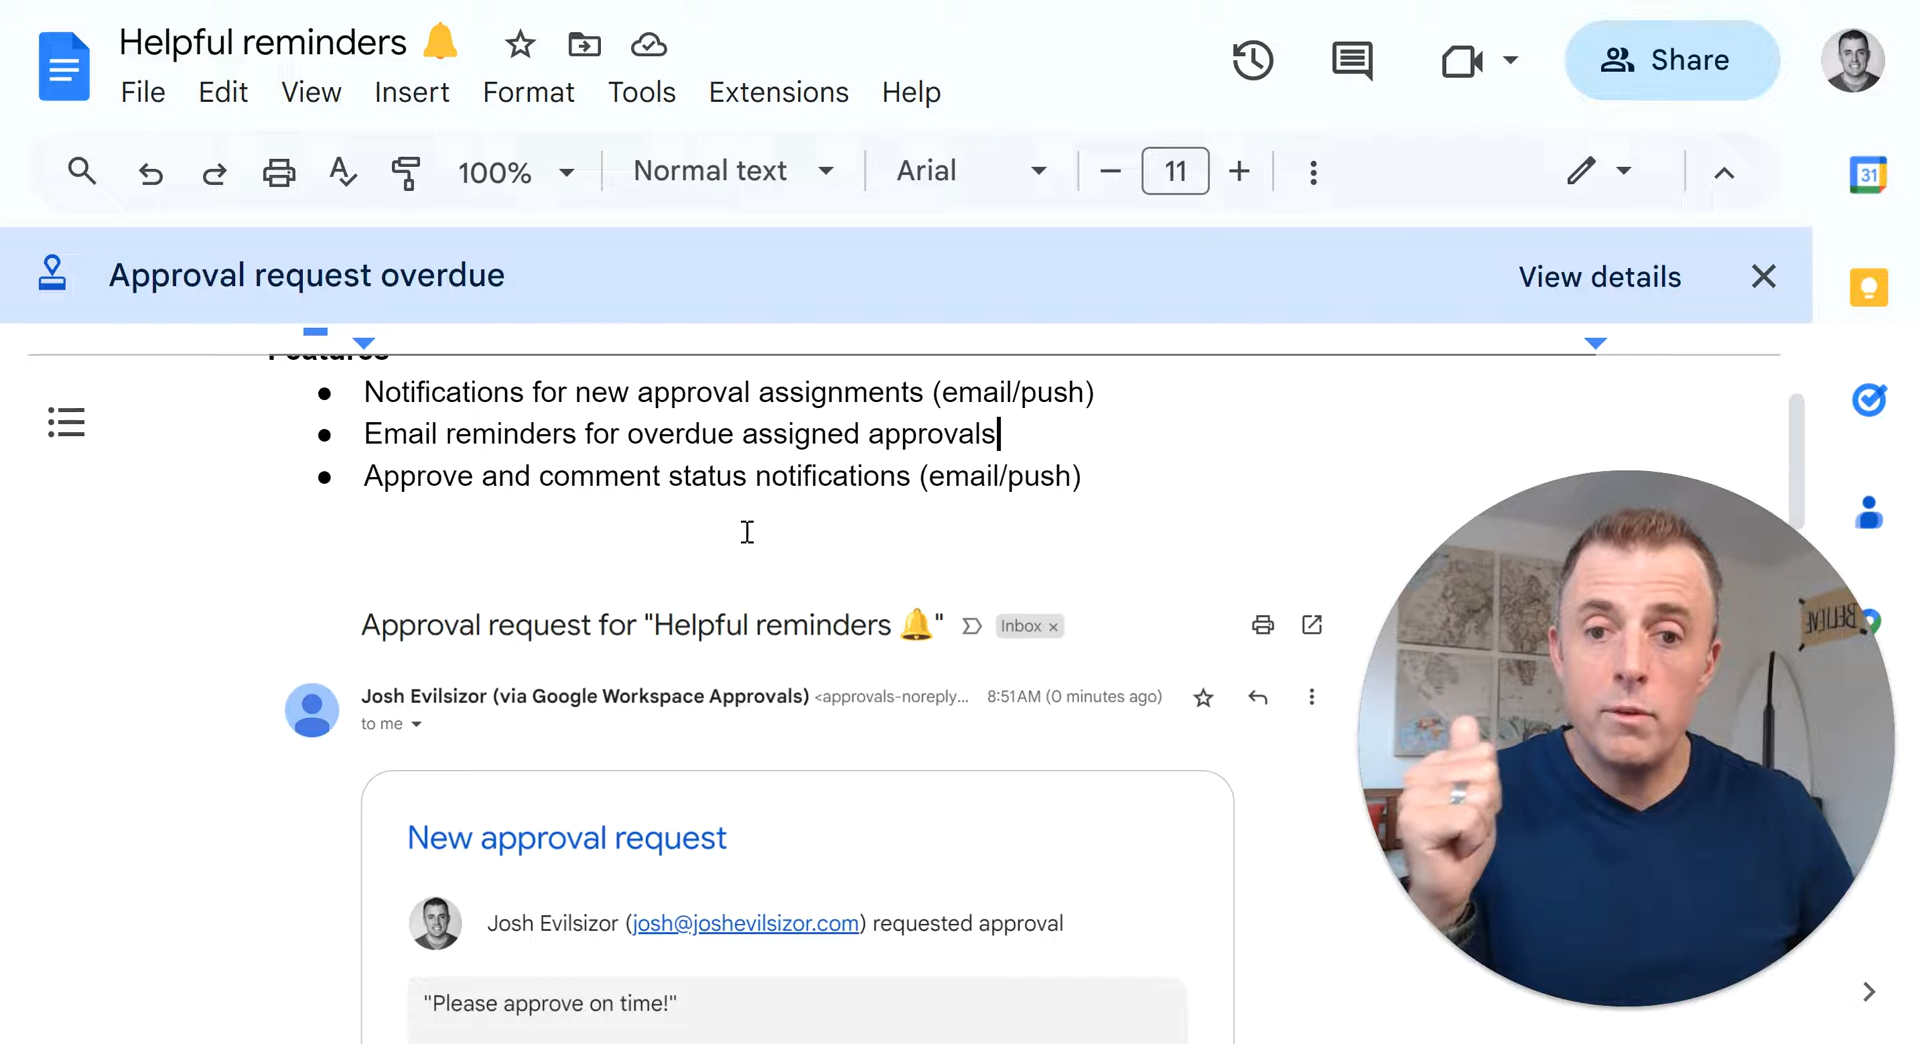 Helpful reminders 🔔
File Edit View Insert Format Tools Extensions Help
Share
100% Normal text Arial 11
31
Approval request overdue
View details
Features
Notifications for new approval assignments (email/push)
Email reminders for overdue assigned approvals
Approve and comment status notifications (email/push)
Approval request for "Helpful reminders 🔔" Inbox ×
Josh Evilsizor (via Google Workspace Approvals) <approvals-noreply... 8:51AM (0 minutes ago)
to me
New approval request
Josh Evilsizor (josh@joshevilsizor.com) requested approval
"Please approve on time!"
BELIEVE